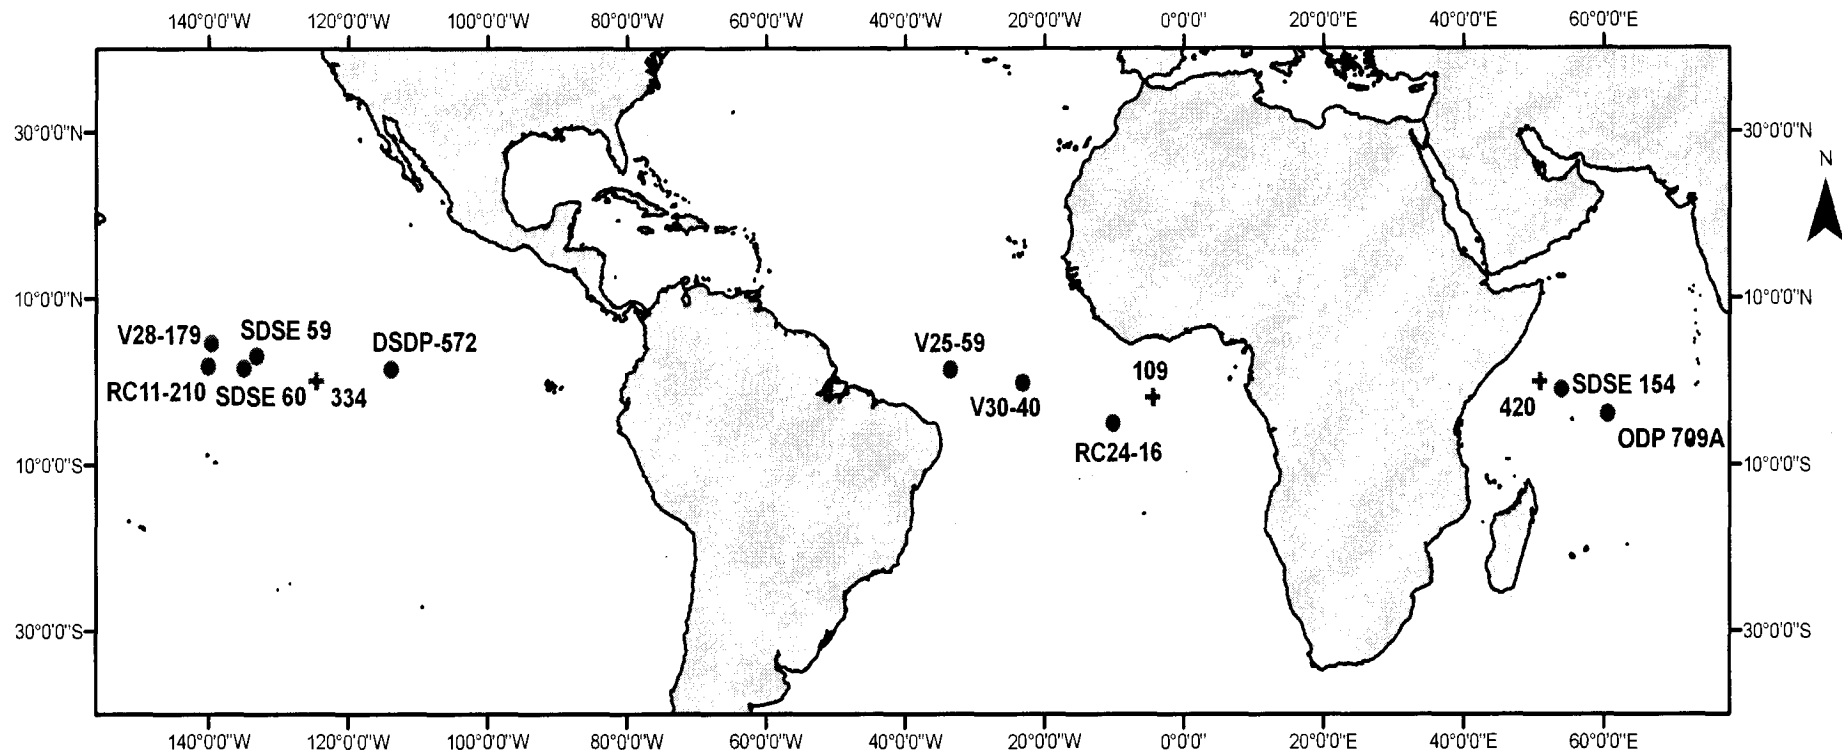 140°0'0"W 120°0'0"W 100°0'0"W 80°0'0"W 60°0'0"W 40°0'0"W 20°0'0"W 0°0'0" 20°0'0"E 40°0'0"E 60°0'0"E
30°0'0"N 30°0'0"N
N
10°0'0"N 10°0'0"N
V28-179 SDSE 59 DSDP-572 V25-59 109
RC11-210 SDSE 60 334 V30-40 420 SDSE 154
RC24-16 ODP 709A
10°0'0"S 10°0'0"S
30°0'0"S 30°0'0"S
140°0'0"W 120°0'0"W 100°0'0"W 80°0'0"W 60°0'0"W 40°0'0"W 20°0'0"W 0°0'0" 20°0'0"E 40°0'0"E 60°0'0"E